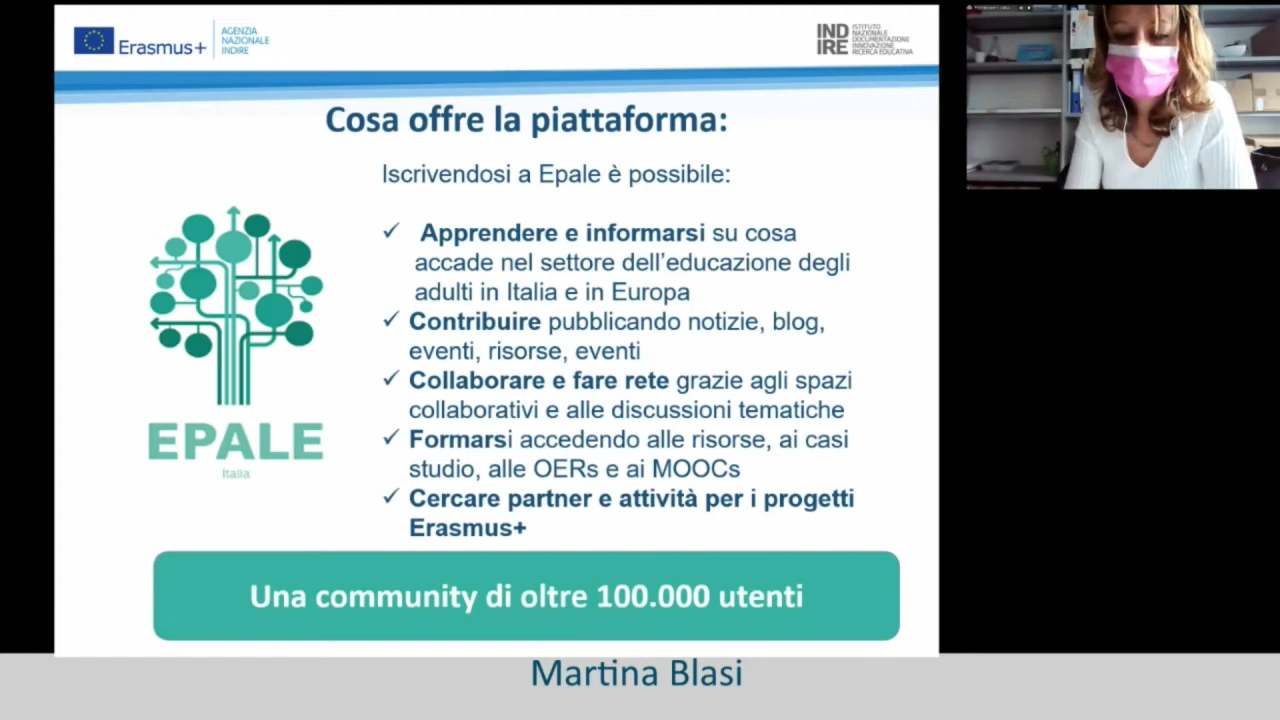 Erasmus+
AGENZIA
NAZIONALE
INDIRE
IND
IRE
ISTITUTO
NAZIONALE
DOCUMENTAZIONE
INNOVAZIONE
RICERCA EDUCATIVA
Cosa offre la piattaforma:
Iscrivendosi a Epale è possibile:
✓ Apprendere e informarsi su cosa
accade nel settore dell’educazione degli
adulti in Italia e in Europa
✓ Contribuire pubblicando notizie, blog,
eventi, risorse, eventi
✓ Collaborare e fare rete grazie agli spazi
collaborativi e alle discussioni tematiche
✓ Formarsi accedendo alle risorse, ai casi
studio, alle OERs e ai MOOCs
✓ Cercare partner e attività per i progetti
Erasmus+
EPALE
Italia
Una community di oltre 100.000 utenti
Martina Blasi